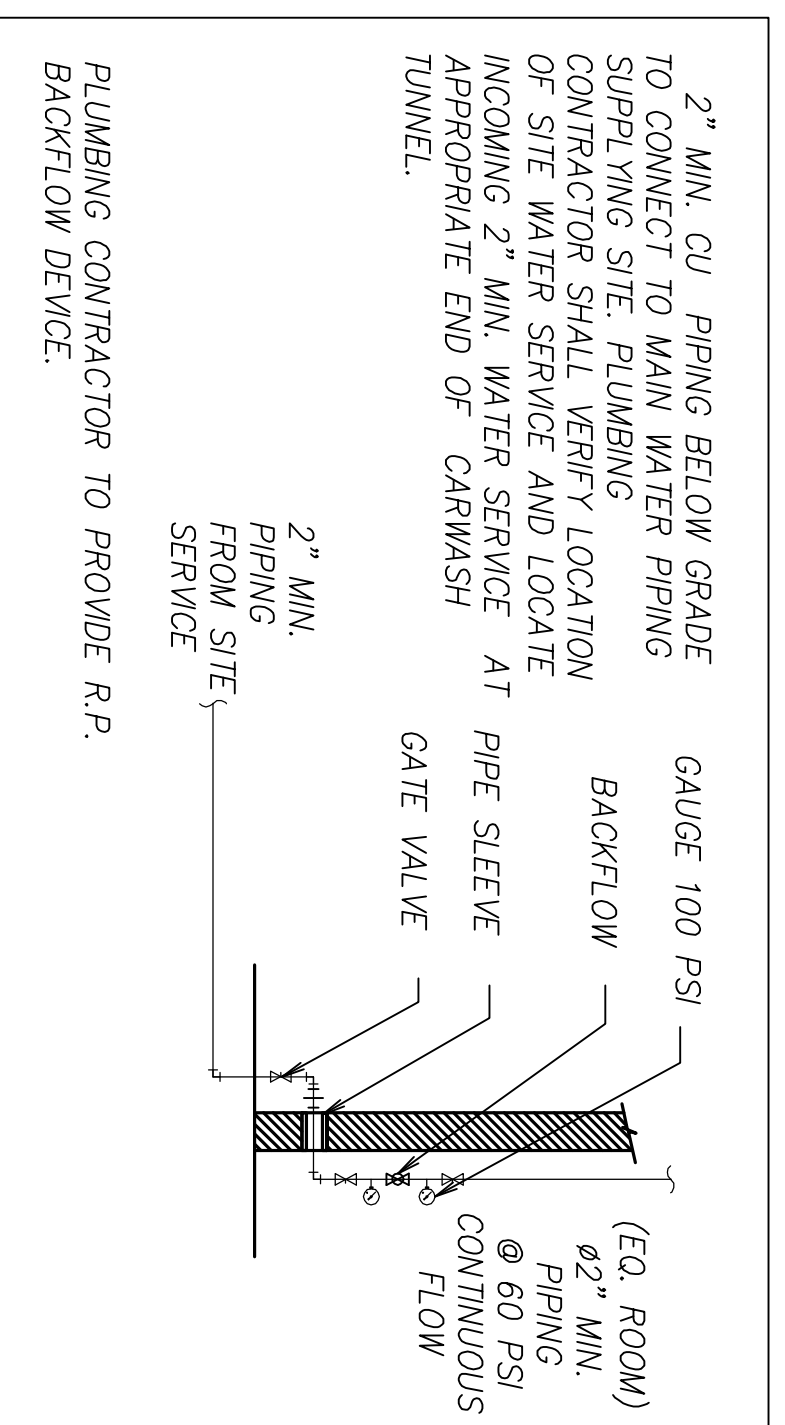 2" MIN. CU PIPING BELOW GRADE
TO CONNECT TO MAIN WATER PIPING
SUPPLYING SITE. PLUMBING
CONTRACTOR SHALL VERIFY LOCATION
OF SITE WATER SERVICE AND LOCATE
INCOMING 2" MIN. WATER SERVICE AT
APPROPRIATE END OF CARWASH
TUNNEL.
GAUGE 100 PSI
BACKFLOW
PIPE SLEEVE
GATE VALVE
(EQ. ROOM)
ø2" MIN.
PIPING
@ 60 PSI
CONTINUOUS
FLOW
2" MIN.
PIPING
FROM SITE
SERVICE
PLUMBING CONTRACTOR TO PROVIDE R.P.
BACKFLOW DEVICE.